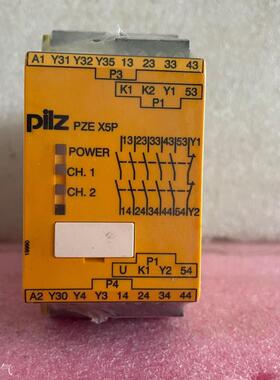 A1 Y31 Y32 Y35 13 23 33 43
P3
K1 K2 Y1 53
P1
pilz PZE X5P
POWER
CH. 1
CH. 2
13 23 33 43 53 Y1
14 24 34 44 54 Y2
P1
U K1 Y2 54
P4
A2 Y30 Y4 Y3 14 24 34 44